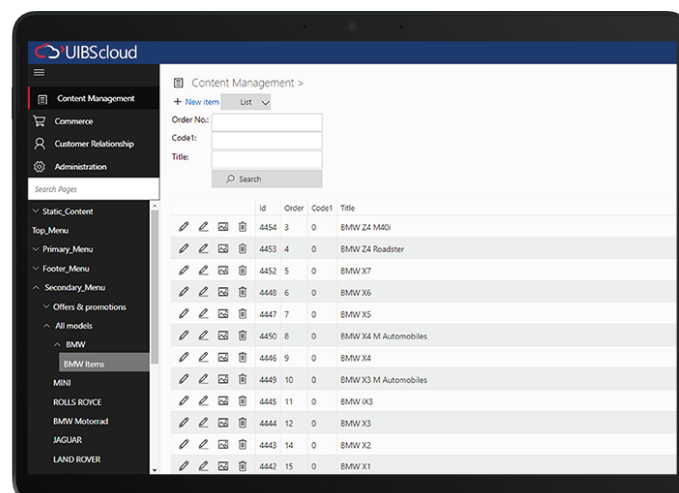 UIBScloud
Content Management
Commerce
Customer Relationship
Administration
Search Pages
Static_Content
Top_Menu
Primary_Menu
Footer_Menu
Secondary_Menu
Offers & promotions
All models
BMW
BMW Items
MINI
ROLLS ROYCE
BMW Motorrad
JAGUAR
LAND ROVER
Content Management >
+ New item List
Order No.:
Code1:
Title:
Search
Id Order Code1 Title
4454 3 0 BMW Z4 M40i
4453 4 0 BMW Z4 Roadster
4452 5 0 BMW X7
4448 6 0 BMW X6
4447 7 0 BMW X5
4450 8 0 BMW X4 M Automobiles
4446 9 0 BMW X4
4449 10 0 BMW X3 M Automobiles
4445 11 0 BMW iX3
4444 12 0 BMW X3
4443 14 0 BMW X2
4442 15 0 BMW X1